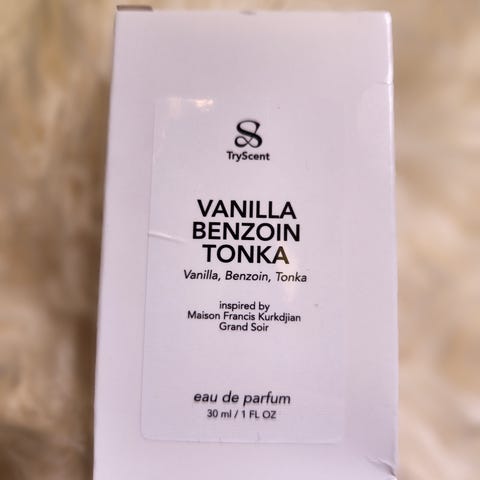 TryScent
VANILLA
BENZOIN
TONKA
Vanilla, Benzoin, Tonka
inspired by
Maison Francis Kurkdjian
Grand Soir
eau de parfum
30 ml / 1 FL OZ